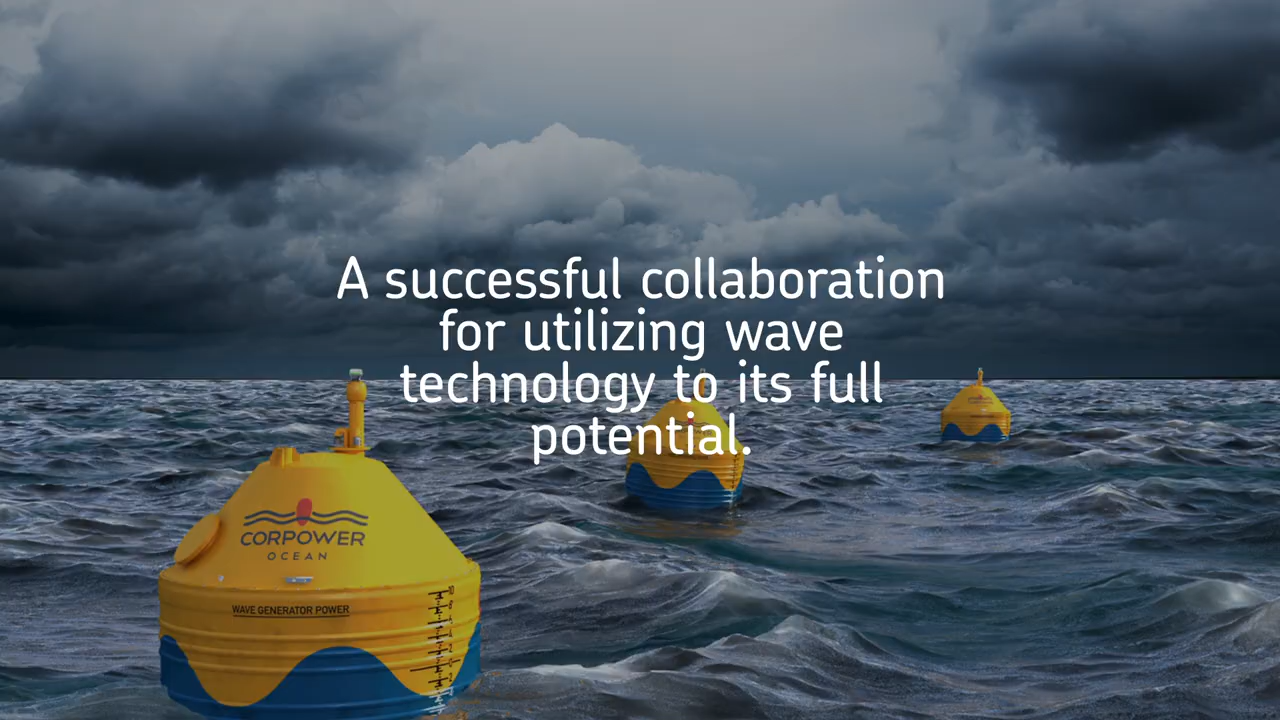 A successful collaboration
for utilizing wave
technology to its full
potential.
CORPOWER
OCEAN
WAVE GENERATOR POWER